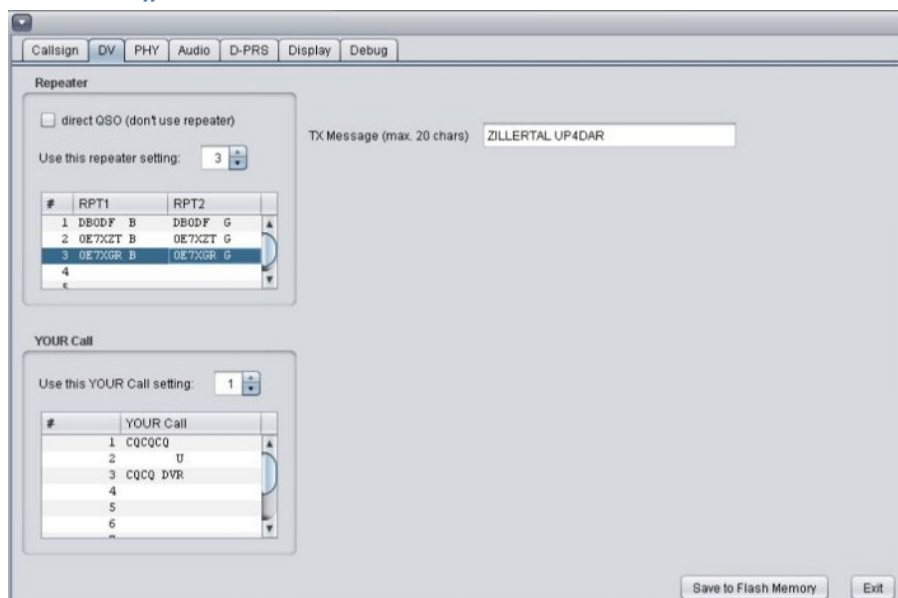 Callsign DV PHY Audio D-PRS Display Debug
Repeater
direct QSO (don't use repeater)
Use this repeater setting: 3
TX Message (max. 20 chars) ZILLERTAL UP4DAR
# RPT1 RPT2
1 DB0DF B DB0DF G
2 OE7XZT B OE7XZT G
3 OE7XGR B OE7XGR G
4
YOUR Call
Use this YOUR Call setting: 1
# YOUR Call
1 CQCQCQ
2 U
3 CQCQ DVR
4
5
6
Save to Flash Memory Exit